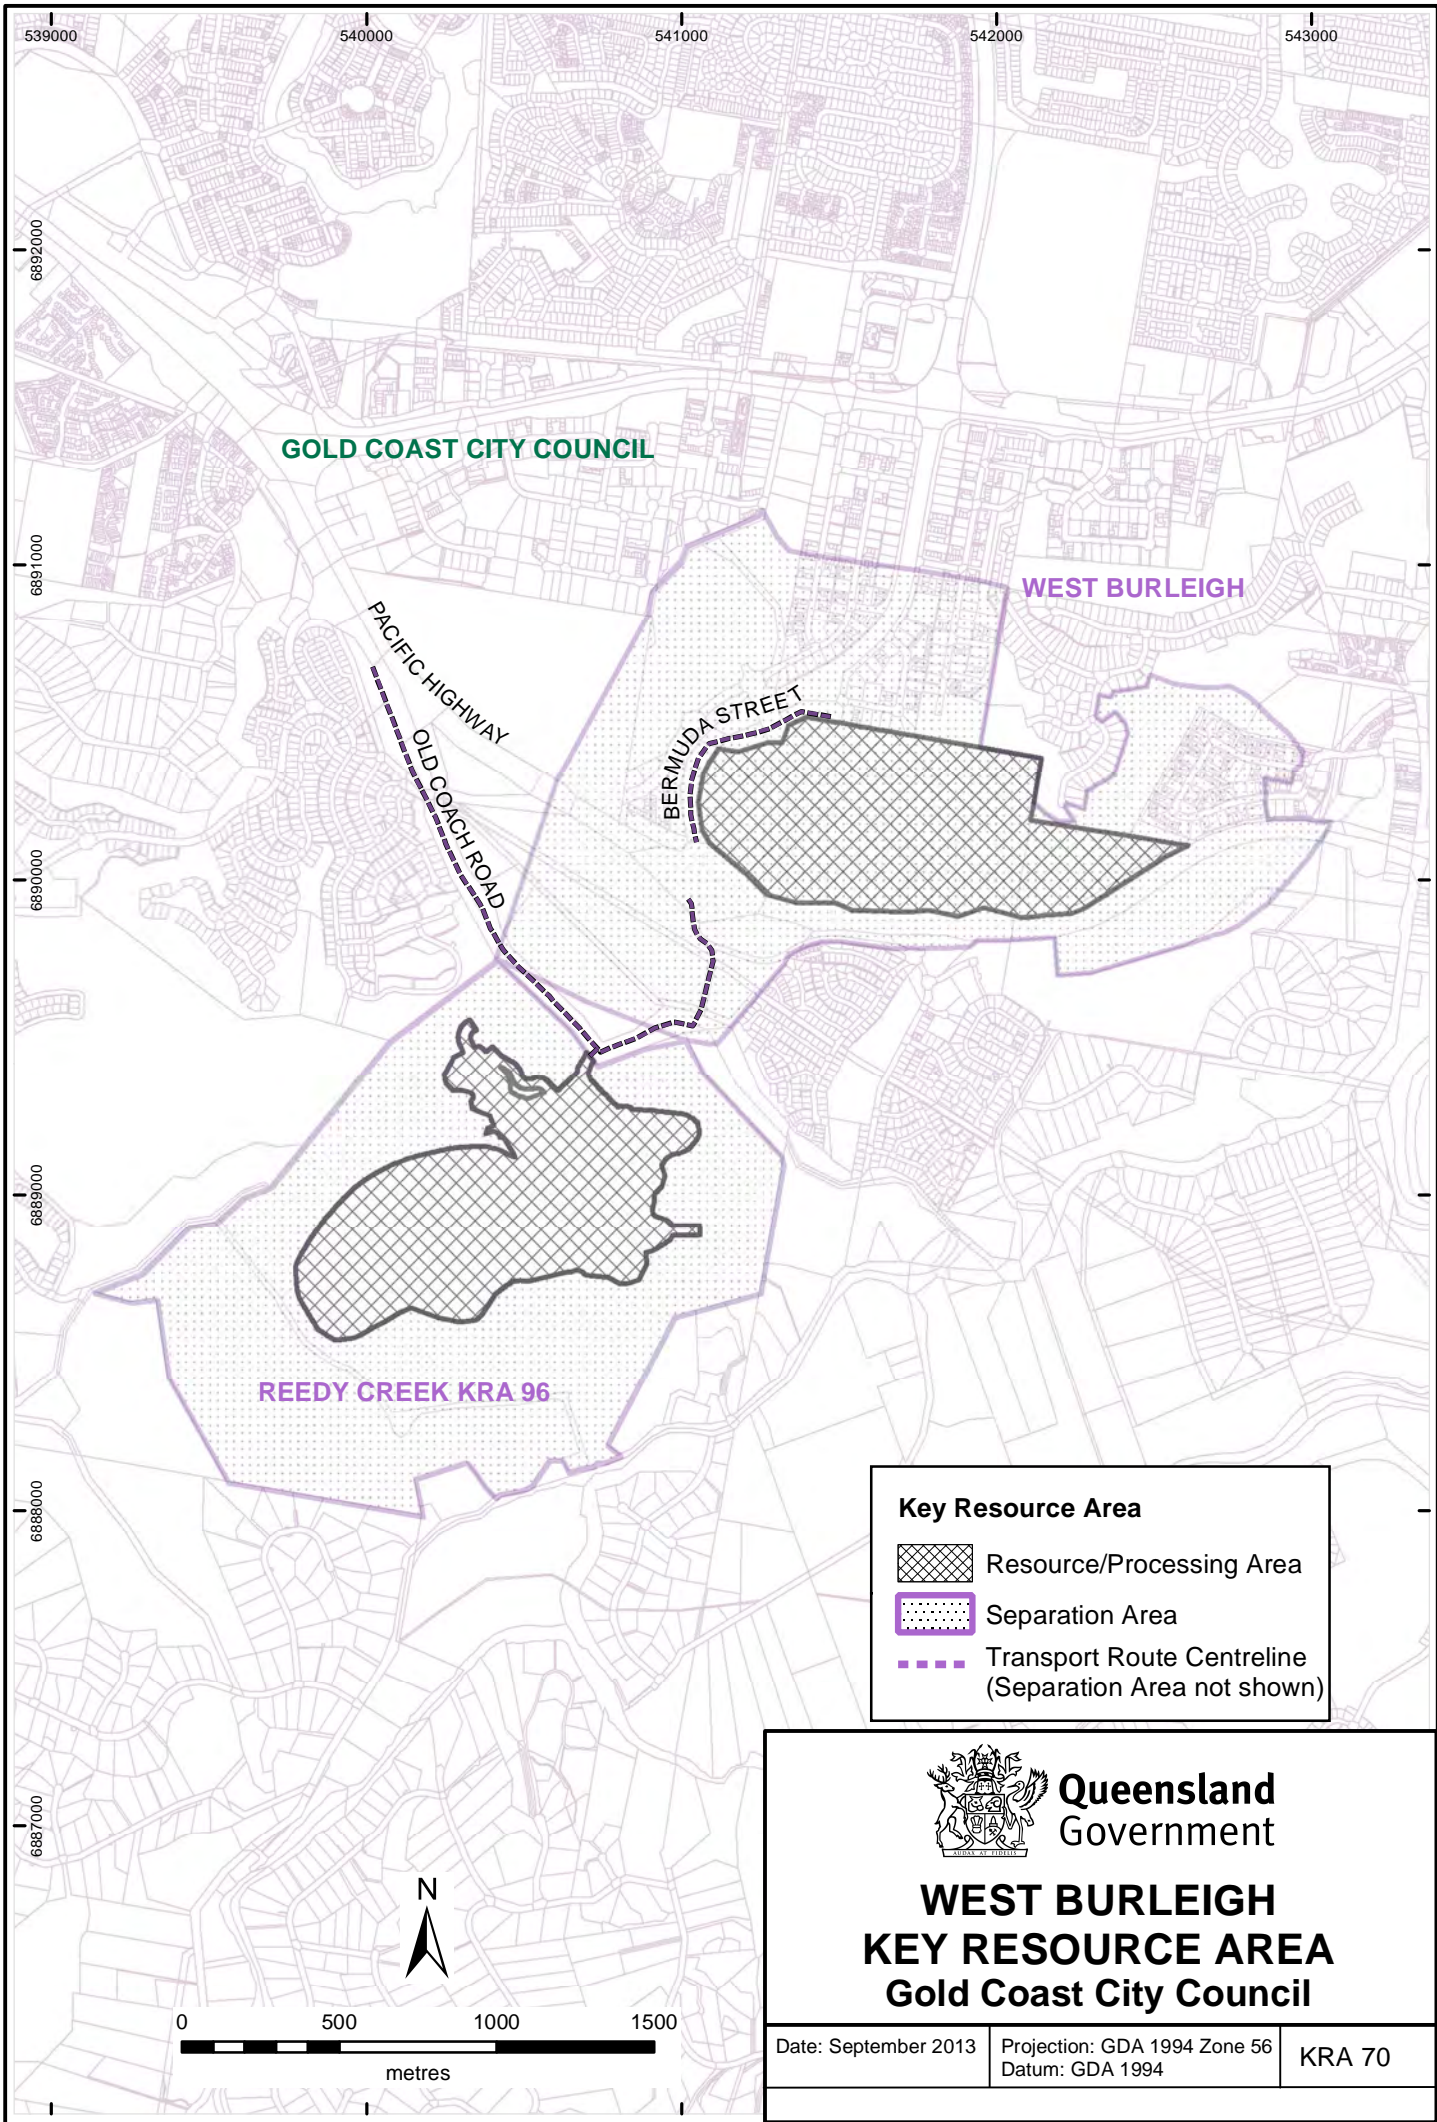 539000
540000
541000
542000
543000
6892000
GOLD COAST CITY COUNCIL
6891000
WEST BURLEIGH
PACIFIC HIGHWAY
BERMUDA STREET
OLD COACH ROAD
6890000
6889000
REEDY CREEK KRA 96
6888000
Key Resource Area
Resource/Processing Area
Separation Area
Transport Route Centreline
(Separation Area not shown)
6887000
AUDAX AT FIDELIS
Queensland
Government
N
WEST BURLEIGH
KEY RESOURCE AREA
Gold Coast City Council
0 500 1000 1500
metres
Date: September 2013
Projection: GDA 1994 Zone 56
Datum: GDA 1994
KRA 70